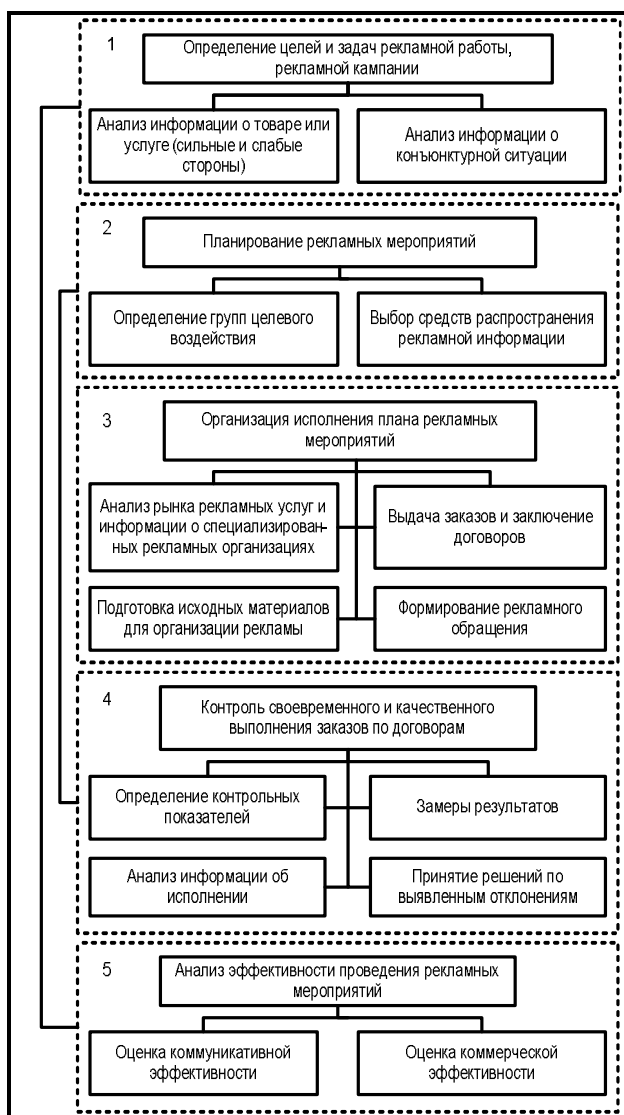 1
Определение целей и задач рекламной работы,
рекламной кампании
Анализ информации о товаре или
услуге (сильные и слабые
стороны)
Анализ информации о
конъюнктурной ситуации
2
Планирование рекламных мероприятий
Определение групп целевого
воздействия
Выбор средств распространения
рекламной информации
3
Организация исполнения плана рекламных
мероприятий
Анализ рынка рекламных услуг и
информации о специализирован-
ных рекламных организациях
Выдача заказов и заключение
договоров
Подготовка исходных материалов
для организации рекламы
Формирование рекламного
обращения
4
Контроль своевременного и качественного
выполнения заказов по договорам
Определение контрольных
показателей
Замеры результатов
Анализ информации об
исполнении
Принятие решений по
выявленным отклонениям
5
Анализ эффективности проведения рекламных
мероприятий
Оценка коммуникативной
эффективности
Оценка коммерческой
эффективности